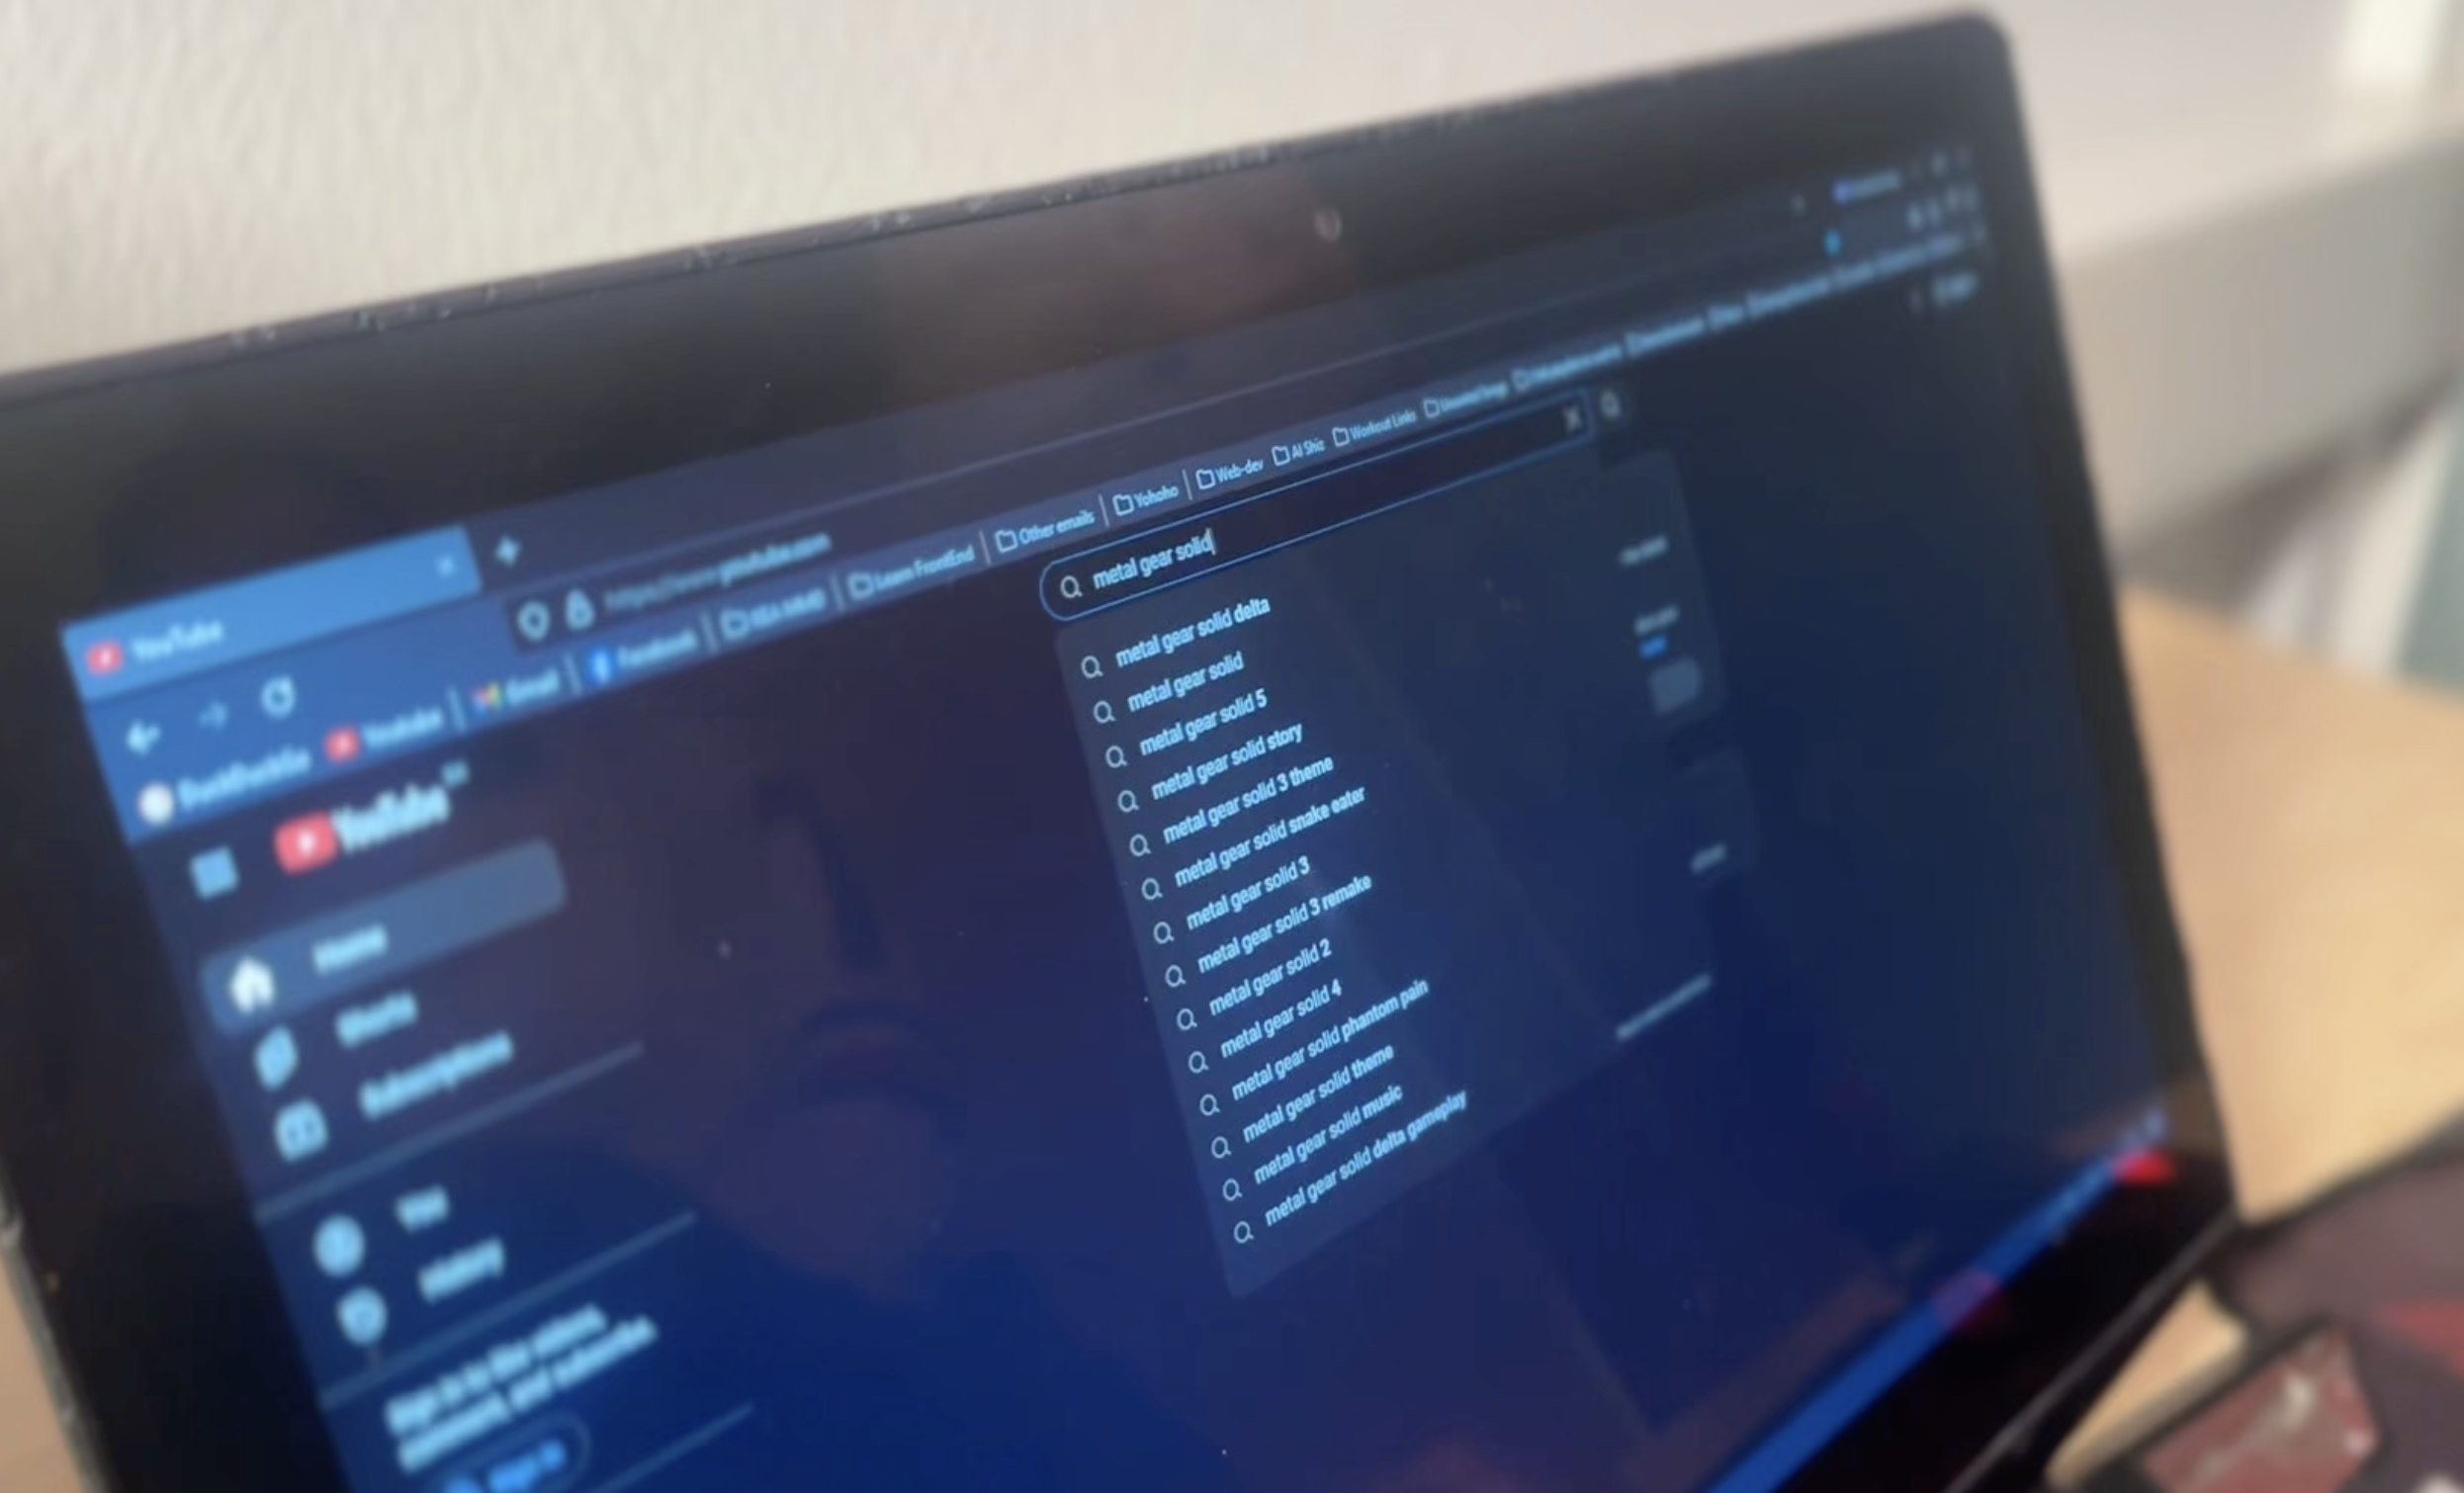 YouTube
https://www.youtube.com
DuckDuckGo Youtube Gmail Facebook Learn FrontEnd Other emails Yohoho Web-dev AI Shiz Workout Links
YouTube
metal gear solid
Home
Shorts
Subscriptions
You
History
Sign in to like videos,
comment, and subscribe.
Sign in
metal gear solid delta
metal gear solid
metal gear solid 5
metal gear solid story
metal gear solid 3 theme
metal gear solid snake eater
metal gear solid 3
metal gear solid 3 remake
metal gear solid 2
metal gear solid 4
metal gear solid phantom pain
metal gear solid theme
metal gear solid music
metal gear solid delta gameplay